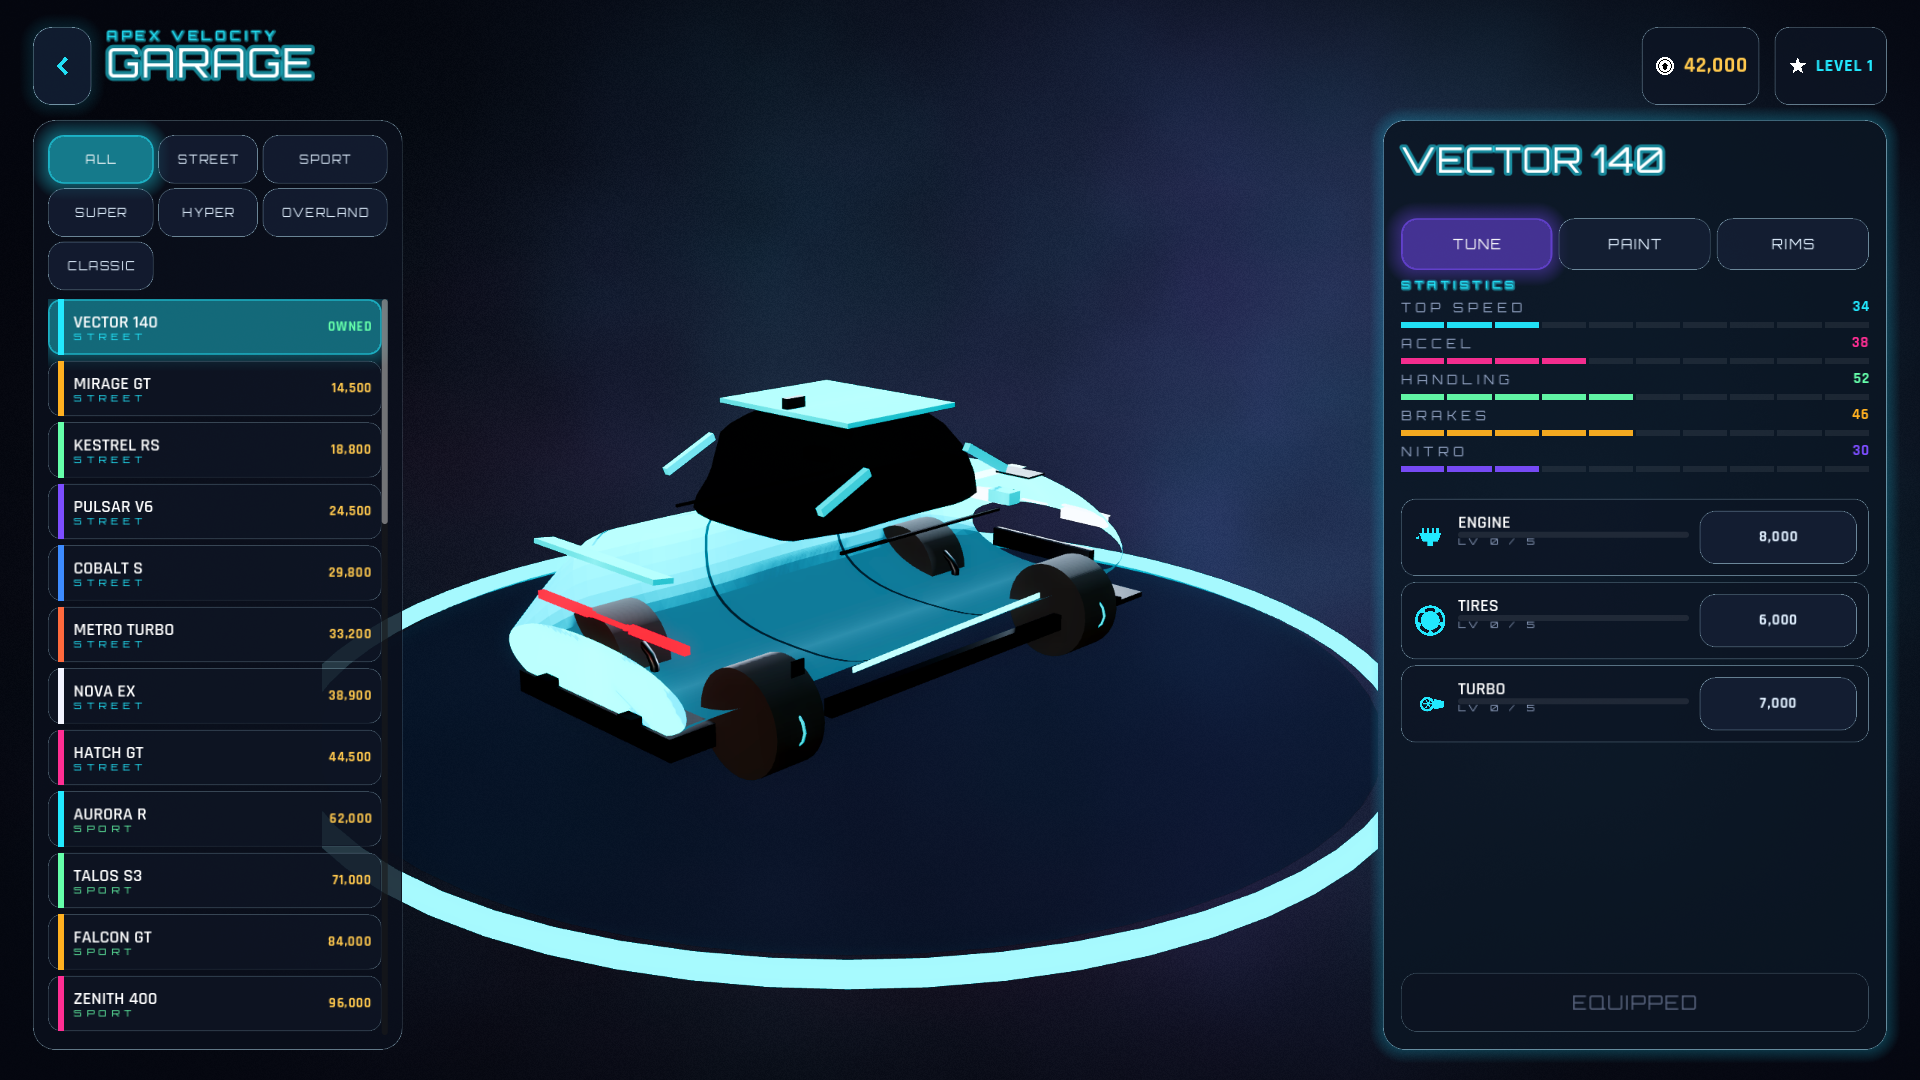 APEX VELOCITY
GARAGE
42,000
LEVEL 1
ALL
STREET
SPORT
SUPER
HYPER
OVERLAND
CLASSIC
VECTOR 140
STREET
OWNED
MIRAGE GT
STREET
14,500
KESTREL RS
STREET
18,800
PULSAR V6
STREET
24,500
COBALT S
STREET
29,800
METRO TURBO
STREET
33,200
NOVA EX
STREET
38,900
HATCH GT
STREET
44,500
AURORA R
SPORT
62,000
TALOS S3
SPORT
71,000
FALCON GT
SPORT
84,000
ZENITH 400
SPORT
96,000
VECTOR 140
TUNE
PAINT
RIMS
STATISTICS
TOP SPEED 34
ACCEL 38
HANDLING 52
BRAKES 46
NITRO 30
ENGINE
LV 0 / 5
8,000
TIRES
LV 0 / 5
6,000
TURBO
LV 0 / 5
7,000
EQUIPPED